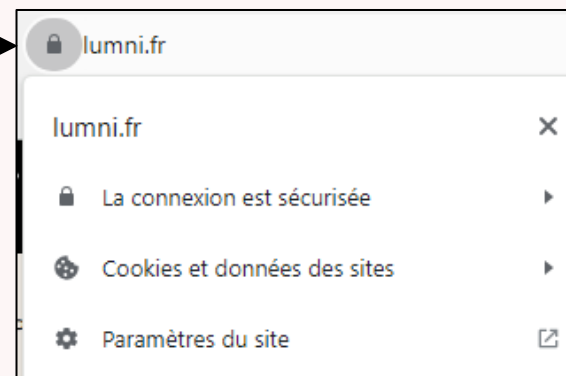 lumni.fr
lumni.fr
La connexion est sécurisée
Cookies et données des sites
Paramètres du site